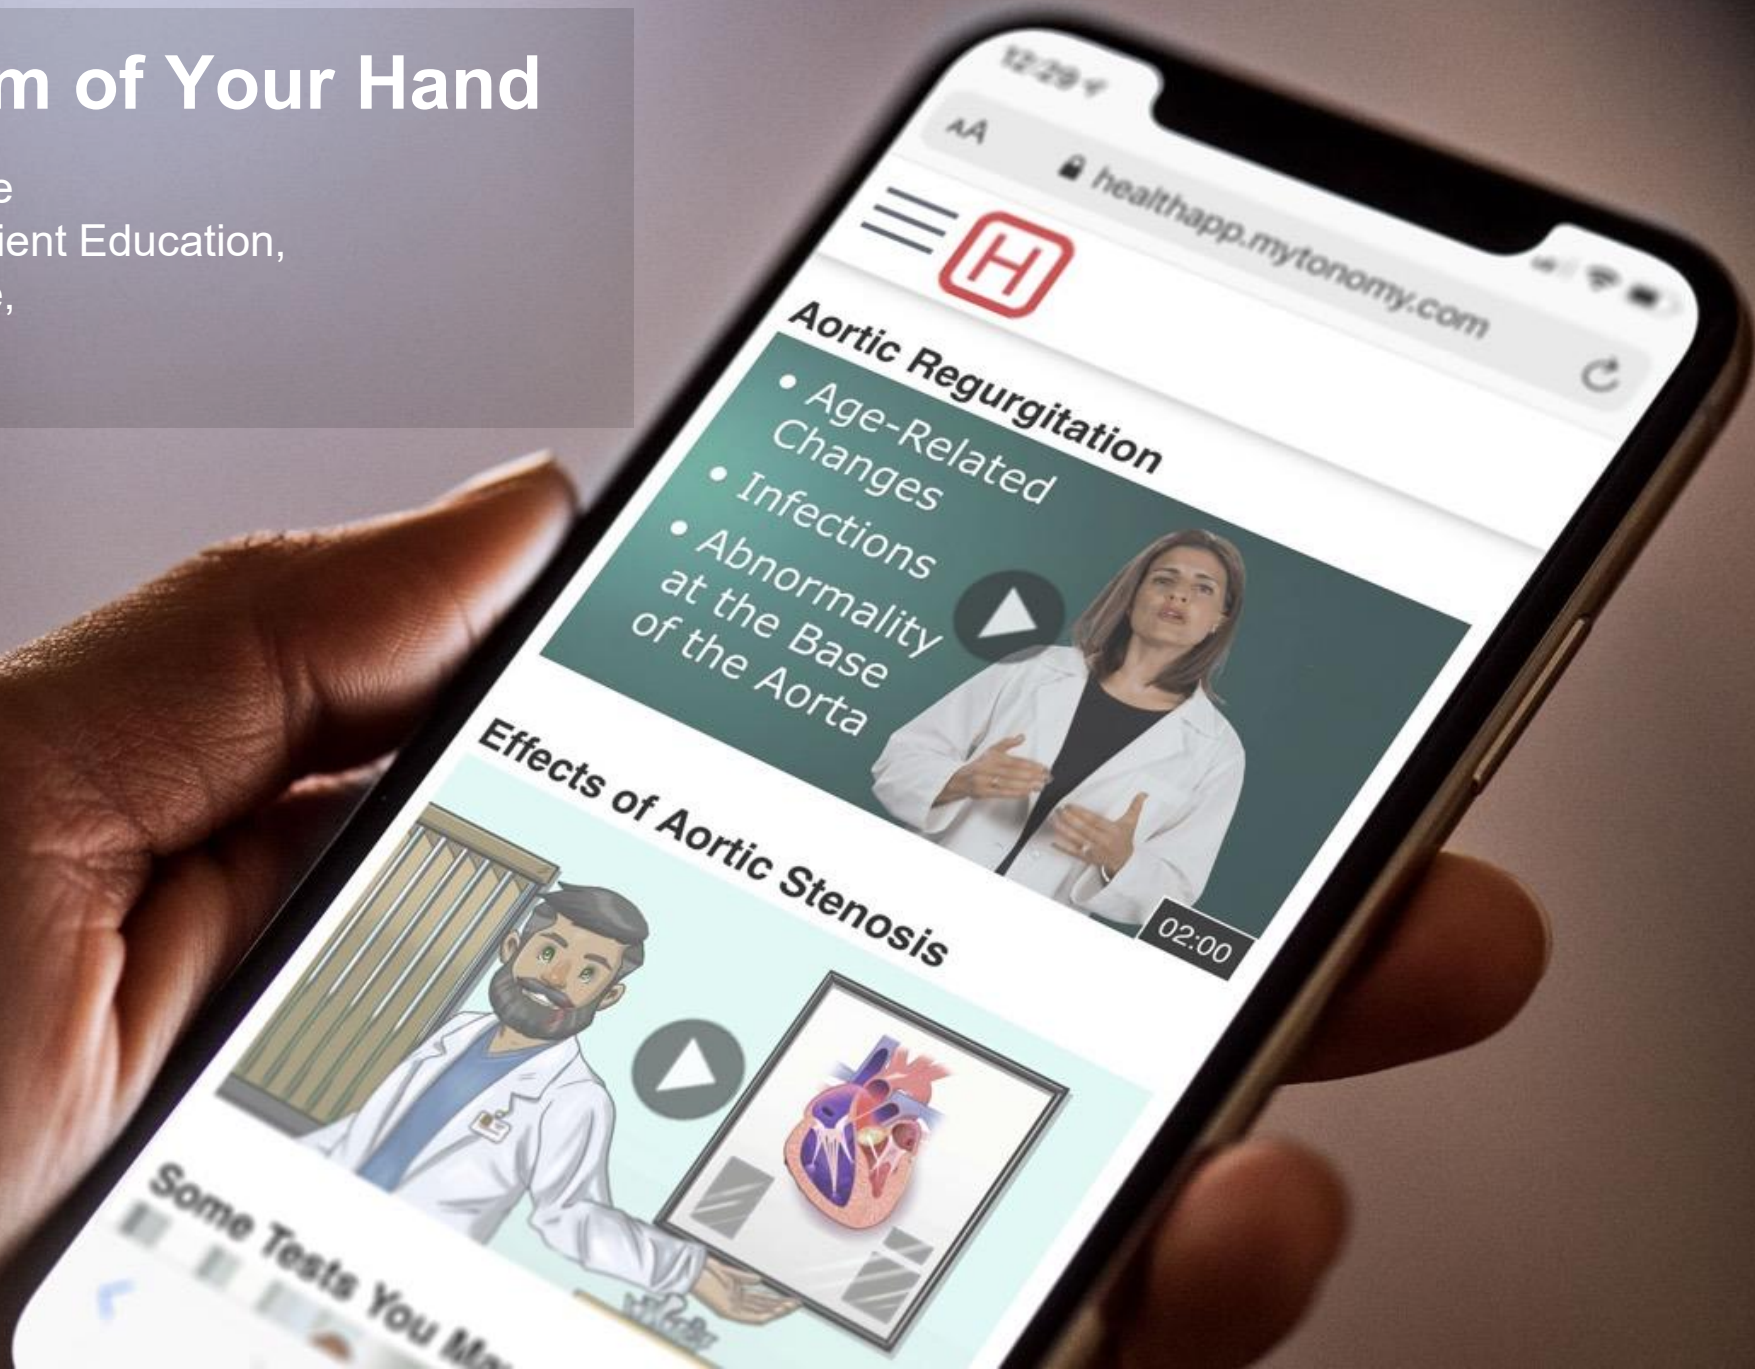 m of Your Hand
e
ient Education,
e,
12:29
AA
healthapp.mytonomy.com
H
Aortic Regurgitation
• Age-Related
Changes
• Infections
• Abnormality
at the Base
of the Aorta
02:00
Effects of Aortic Stenosis
Some Tests You May